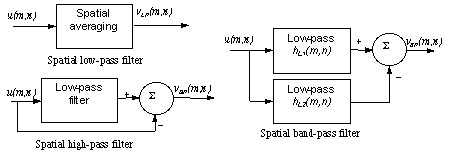 u(m,n)
Spatial
averaging
v_LP(m,n)
Spatial low-pass filter
u(m,n)
Low-pass
filter
+
Σ
v_HP(m,n)
−
Spatial high-pass filter
u(m,n)
Low-pass
h_L1(m,n)
+
Σ
v_BP(m,n)
−
Low-pass
h_L2(m,n)
Spatial band-pass filter